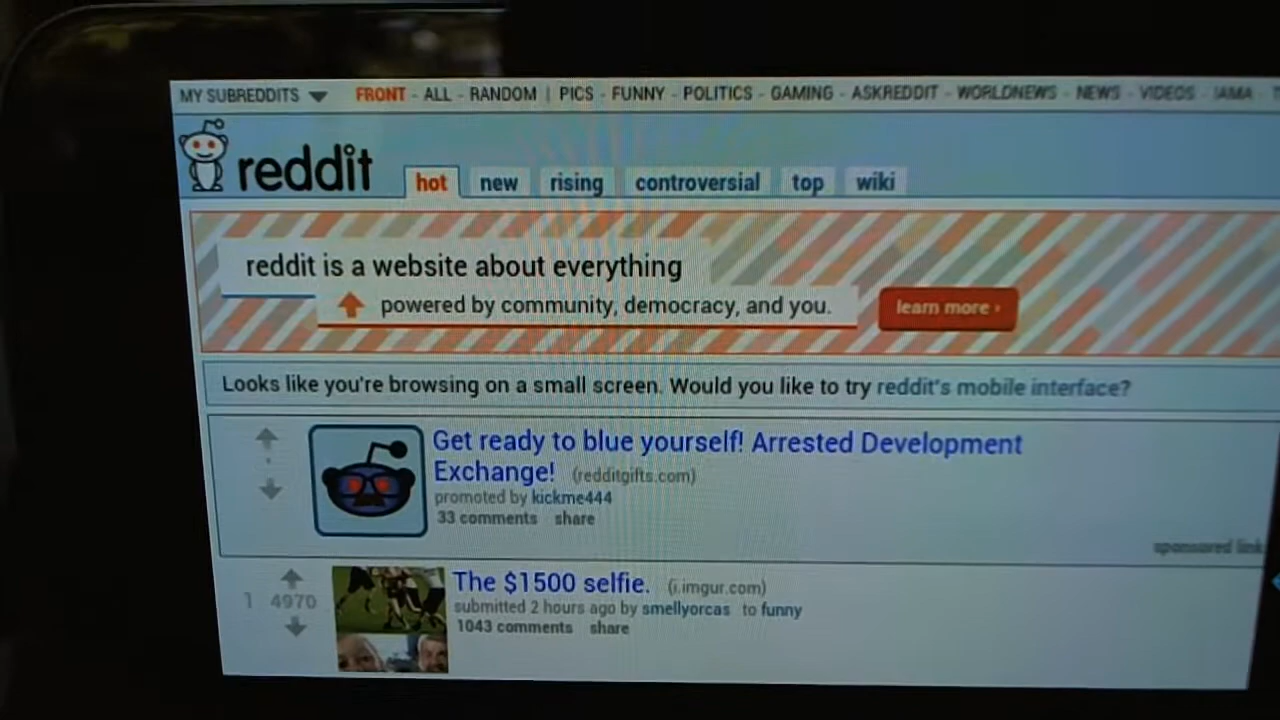 MY SUBREDDITS FRONT - ALL - RANDOM | PICS - FUNNY - POLITICS - GAMING - ASKREDDIT - WORLDNEWS - NEWS - VIDEOS - IAMA
reddit hot new rising controversial top wiki
reddit is a website about everything
powered by community, democracy, and you. learn more ›
Looks like you're browsing on a small screen. Would you like to try reddit's mobile interface?
Get ready to blue yourself! Arrested Development
Exchange! (redditgifts.com)
promoted by kickme444
33 comments share
sponsored link
The $1500 selfie. (i.imgur.com)
1 4970 submitted 2 hours ago by smellyorcas to funny
1043 comments share